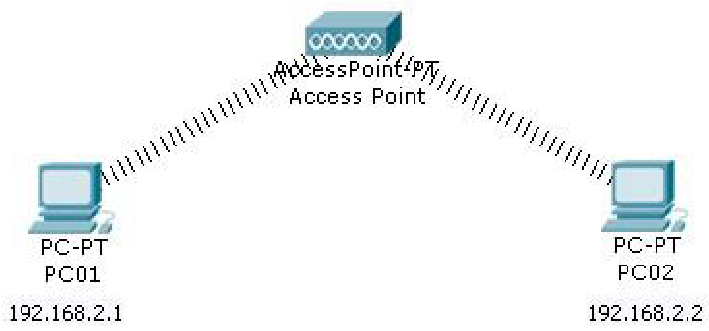 AccessPoint-PT
Access Point
PC-PT
PC01
192.168.2.1
PC-PT
PC02
192.168.2.2